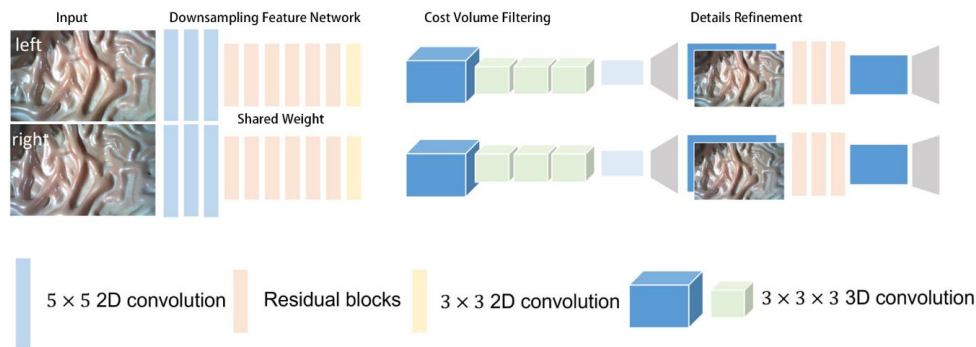 Input
Downsampling Feature Network
Cost Volume Filtering
Details Refinement
left
Shared Weight
right
5 × 5 2D convolution
Residual blocks
3 × 3 2D convolution
3 × 3 × 3 3D convolution